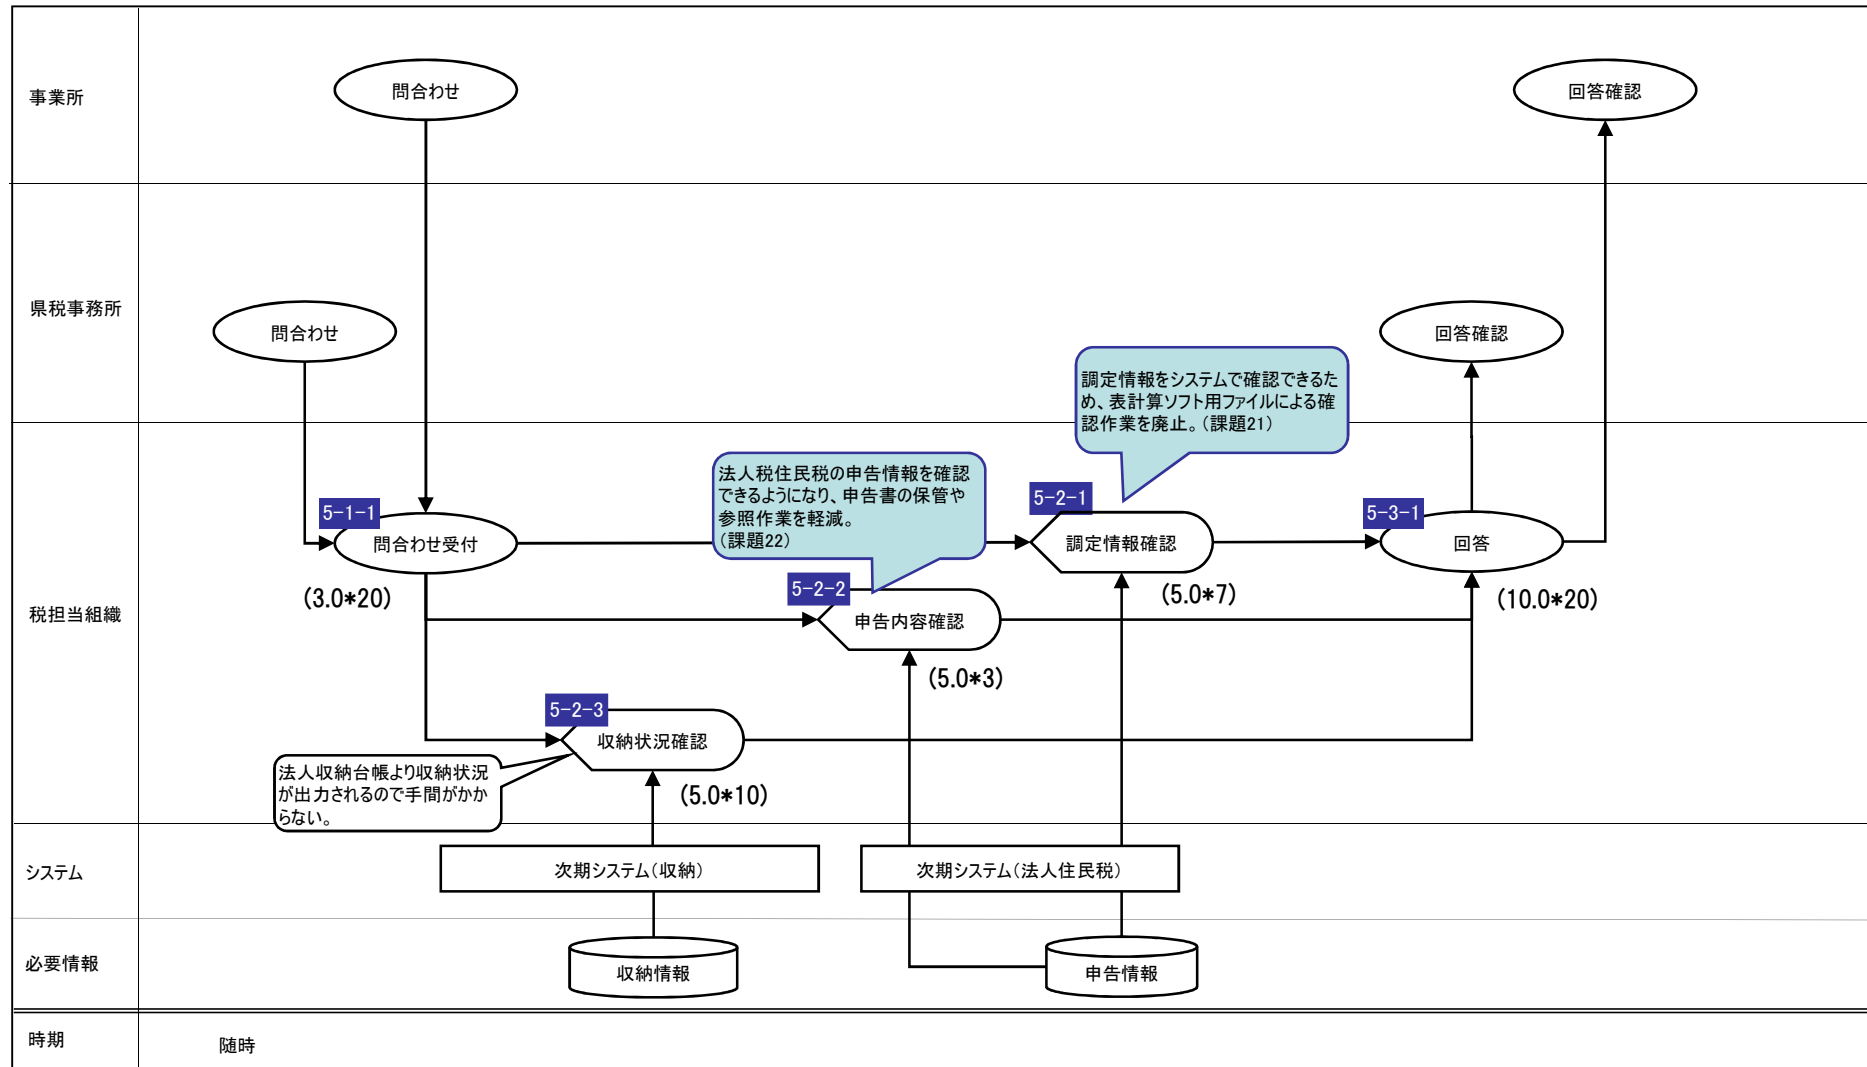 事業所
問合わせ
回答確認
県税事務所
問合わせ
回答確認
調定情報をシステムで確認できるた
め、表計算ソフト用ファイルによる確
認作業を廃止。（課題21）
税担当組織
法人税住民税の申告情報を確認
できるようになり、申告書の保管や
参照作業を軽減。
（課題22）
5-1-1
問合わせ受付
(3.0*20)
5-2-1
調定情報確認
(5.0*7)
5-3-1
回答
(10.0*20)
5-2-2
申告内容確認
(5.0*3)
5-2-3
収納状況確認
(5.0*10)
法人収納台帳より収納状況
が出力されるので手間がかか
らない。
システム
次期システム（収納）
次期システム（法人住民税）
必要情報
収納情報
申告情報
時期
随時